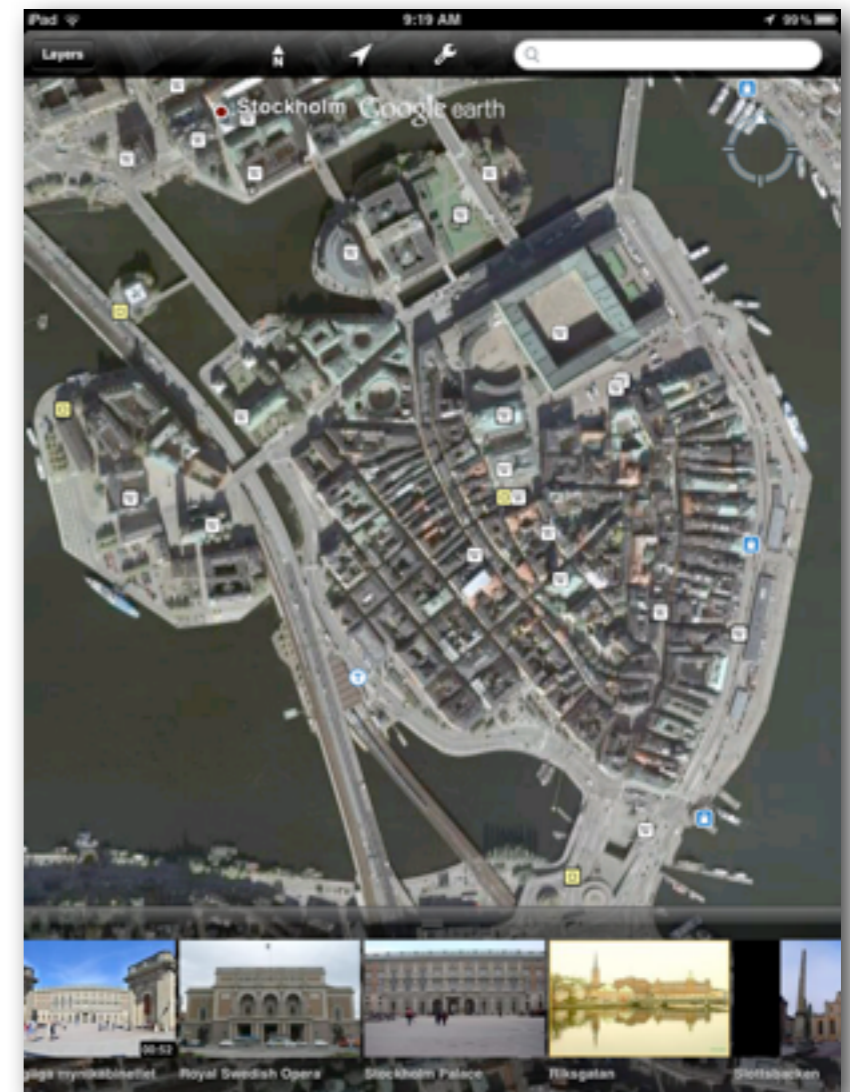 iPad 9:19 AM 99%
Layers N
Stockholm Google earth
00:52
Royal Swedish Opera Stockholm Palace Riksgatan Slottsbacken